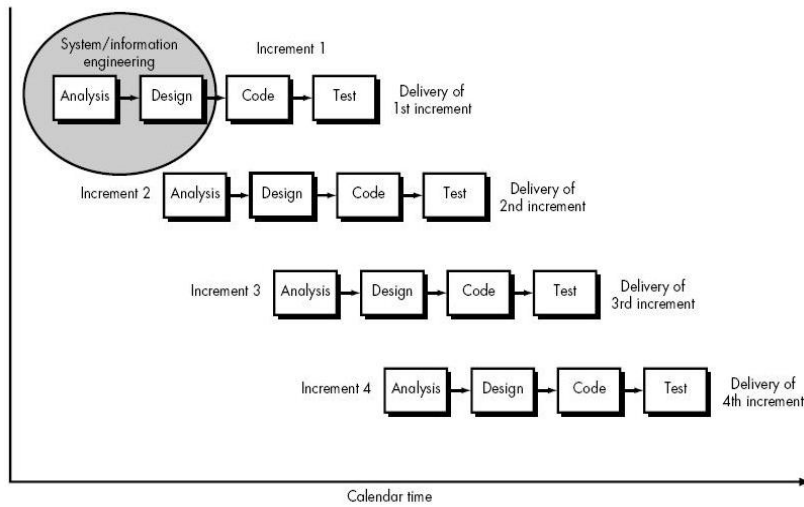 System/information
engineering
Increment 1
Analysis
Design
Code
Test
Delivery of
1st increment
Increment 2
Analysis
Design
Code
Test
Delivery of
2nd increment
Increment 3
Analysis
Design
Code
Test
Delivery of
3rd increment
Increment 4
Analysis
Design
Code
Test
Delivery of
4th increment
Calendar time